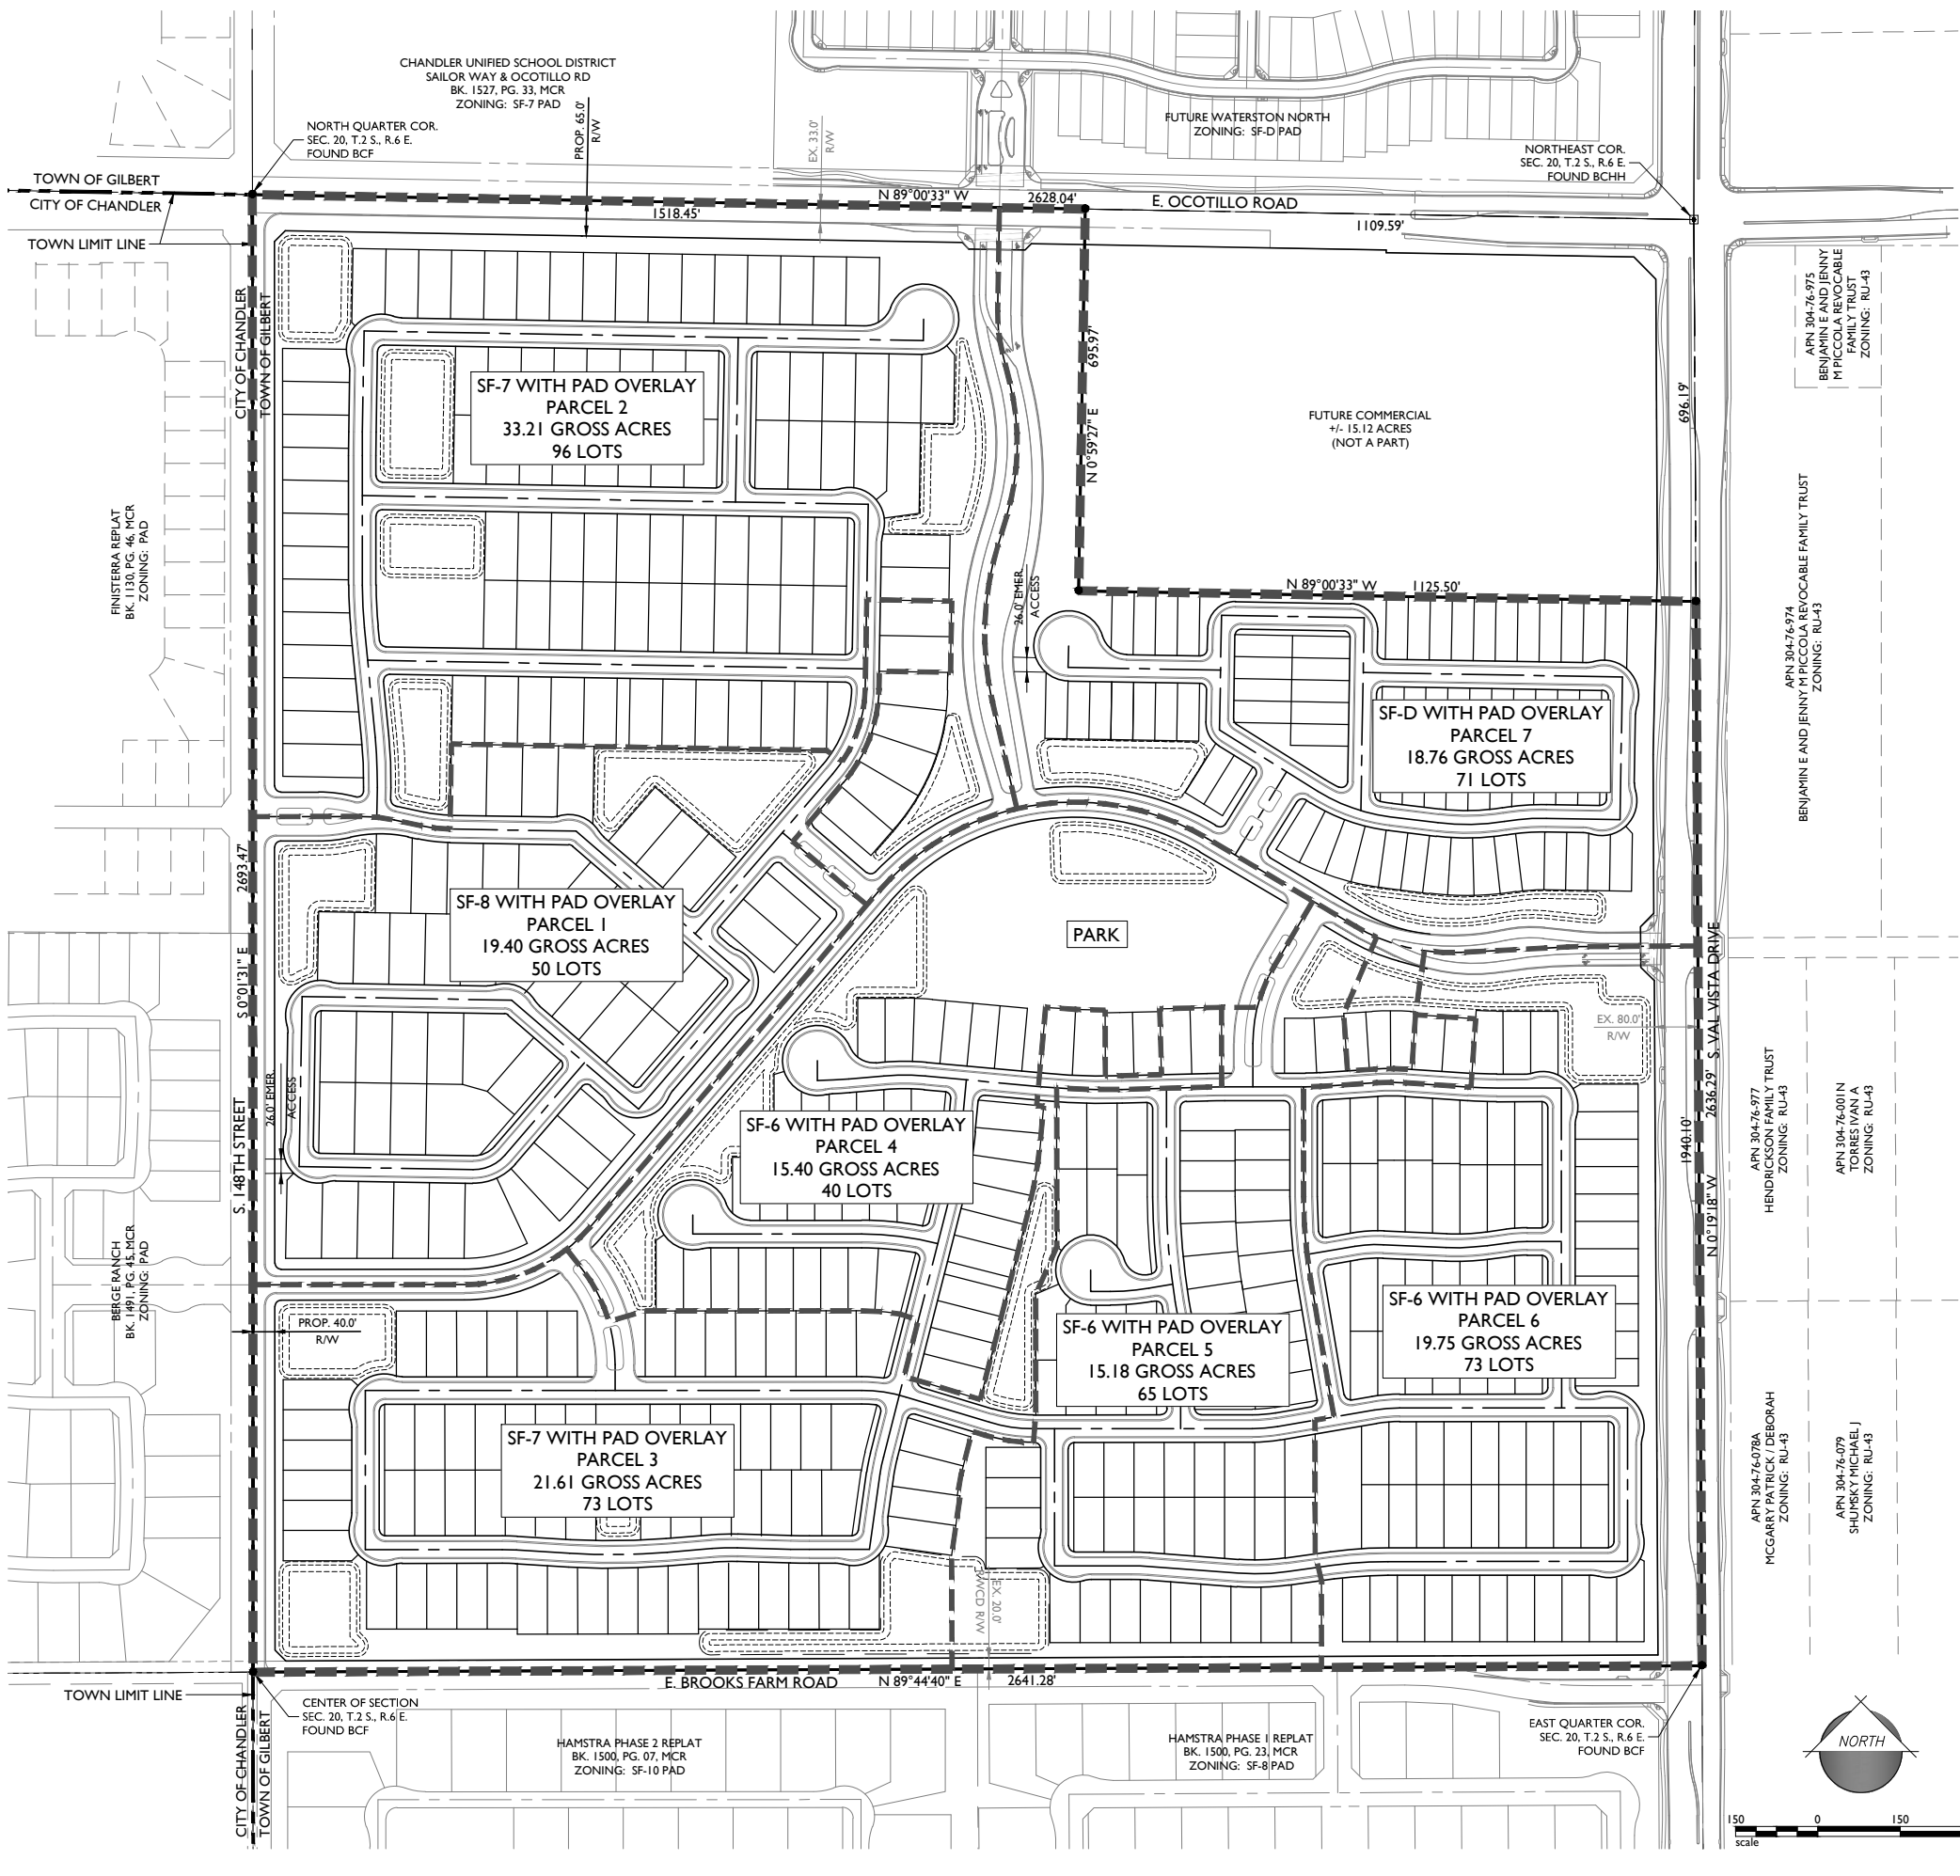 CHANDLER UNIFIED SCHOOL DISTRICT
SAILOR WAY & OCOTILLO RD
BK. 1527, PG. 33, MCR
ZONING: SF-7 PAD
PROP. 65.0'
R/W
EX. 33.0'
R/W
FUTURE WATERSTON NORTH
ZONING: SF-D PAD
NORTH QUARTER COR.
SEC. 20, T.2 S., R.6 E.
FOUND BCF
NORTHEAST COR.
SEC. 20, T.2 S., R.6 E.
FOUND BCHH
TOWN OF GILBERT
CITY OF CHANDLER
TOWN LIMIT LINE
N 89°00'33" W
2628.04'
1518.45'
E. OCOTILLO ROAD
1109.59'
CITY OF CHANDLER
TOWN OF GILBERT
SF-7 WITH PAD OVERLAY
PARCEL 2
33.21 GROSS ACRES
96 LOTS
695.97'
N 0°59'27" E
FUTURE COMMERCIAL
+/- 15.12 ACRES
(NOT A PART)
696.19'
APN 304-76-975
BENJAMIN E AND JENNY
M PICCOLA REVOCABLE
FAMILY TRUST
ZONING: RU-43
FINISTERRA REPLAT
BK. 1130, PG. 46, MCR
ZONING: PAD
26.0' EMER.
ACCESS
N 89°00'33" W
1125.50'
APN 304-76-974
BENJAMIN E AND JENNY M PICCOLA REVOCABLE FAMILY TRUST
ZONING: RU-43
SF-D WITH PAD OVERLAY
PARCEL 7
18.76 GROSS ACRES
71 LOTS
2693.47'
S 0°01'31" E
SF-8 WITH PAD OVERLAY
PARCEL 1
19.40 GROSS ACRES
50 LOTS
PARK
S. VAL VISTA DRIVE
EX. 80.0'
R/W
26.0' EMER.
ACCESS
S. 148TH STREET
SF-6 WITH PAD OVERLAY
PARCEL 4
15.40 GROSS ACRES
40 LOTS
1940.10'
2636.29'
N 0°19'18" W
APN 304-76-977
HENDRICKSON FAMILY TRUST
ZONING: RU-43
APN 304-76-001N
TORRES IVAN A
ZONING: RU-43
BERGE RANCH
BK. 1491, PG. 45, MCR
ZONING: PAD
PROP. 40.0'
R/W
SF-6 WITH PAD OVERLAY
PARCEL 5
15.18 GROSS ACRES
65 LOTS
SF-6 WITH PAD OVERLAY
PARCEL 6
19.75 GROSS ACRES
73 LOTS
SF-7 WITH PAD OVERLAY
PARCEL 3
21.61 GROSS ACRES
73 LOTS
APN 304-76-078A
MCGARRY PATRICK / DEBORAH
ZONING: RU-43
APN 304-76-079
SHUMSKY MICHAEL J
ZONING: RU-43
EX. 20.0'
RWCD R/W
E. BROOKS FARM ROAD
N 89°44'40" E
2641.28'
TOWN LIMIT LINE
CENTER OF SECTION
SEC. 20, T.2 S., R.6 E.
FOUND BCF
CITY OF CHANDLER
TOWN OF GILBERT
HAMSTRA PHASE 2 REPLAT
BK. 1500, PG. 07, MCR
ZONING: SF-10 PAD
HAMSTRA PHASE 1 REPLAT
BK. 1500, PG. 23, MCR
ZONING: SF-8 PAD
EAST QUARTER COR.
SEC. 20, T.2 S., R.6 E.
FOUND BCF
NORTH
150 0 150
scale